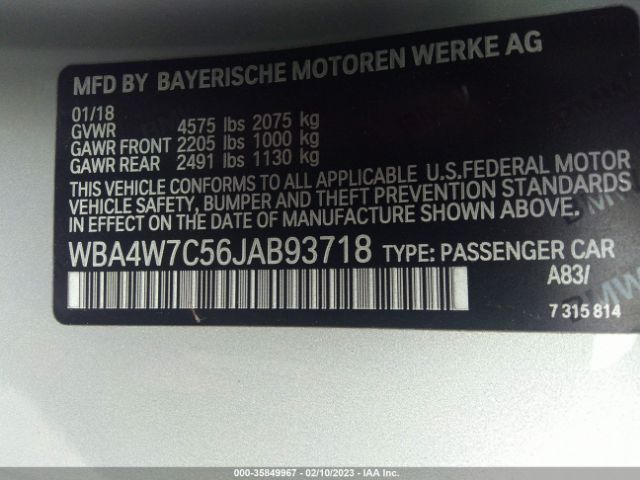 MFD BY BAYERISCHE MOTOREN WERKE AG
01/18
GVWR 4575 lbs 2075 kg
GAWR FRONT 2205 lbs 1000 kg
GAWR REAR 2491 lbs 1130 kg
THIS VEHICLE CONFORMS TO ALL APPLICABLE U.S.FEDERAL MOTOR
VEHICLE SAFETY, BUMPER AND THEFT PREVENTION STANDARDS
IN EFFECT ON THE DATE OF MANUFACTURE SHOWN ABOVE.
WBA4W7C56JAB93718 TYPE: PASSENGER CAR
A83/
7 315 814
000-35849967 - 02/10/2023 - IAA Inc.